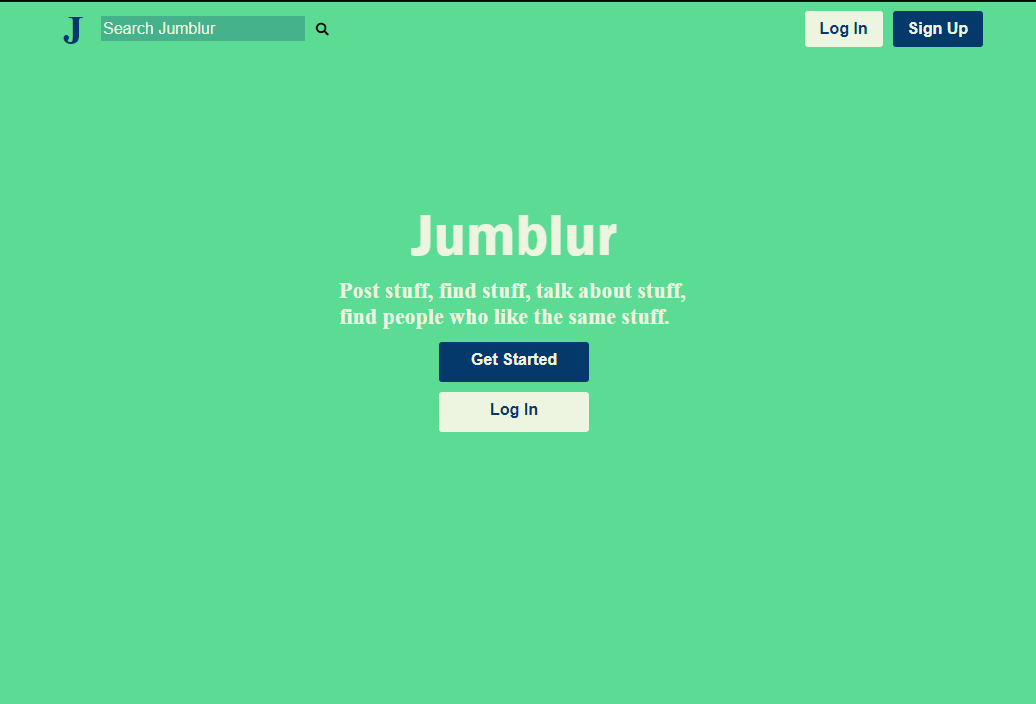 J
Search Jumblur
Log In
Sign Up
Jumblur
Post stuff, find stuff, talk about stuff,
find people who like the same stuff.
Get Started
Log In